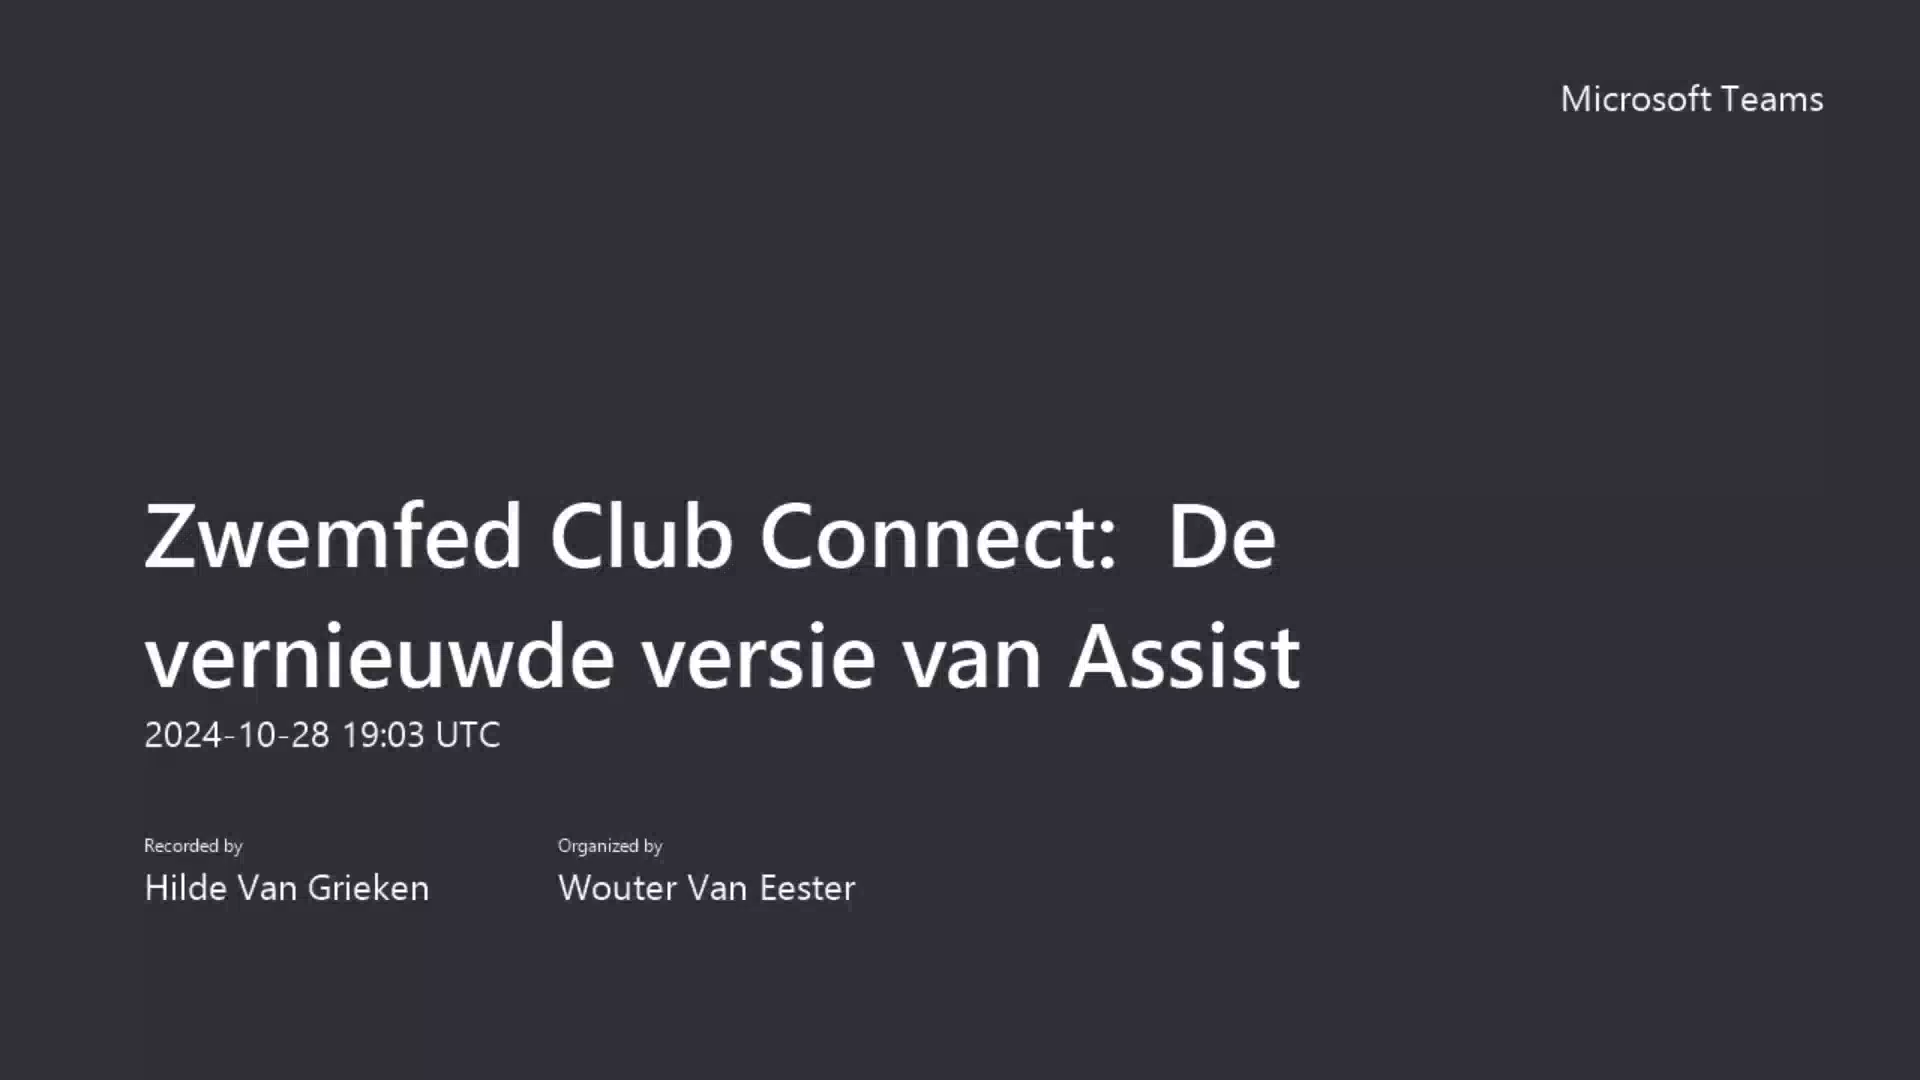 Microsoft Teams
Zwemfed Club Connect:  De
vernieuwde versie van Assist
2024-10-28 19:03 UTC
Recorded by
Hilde Van Grieken
Organized by
Wouter Van Eester